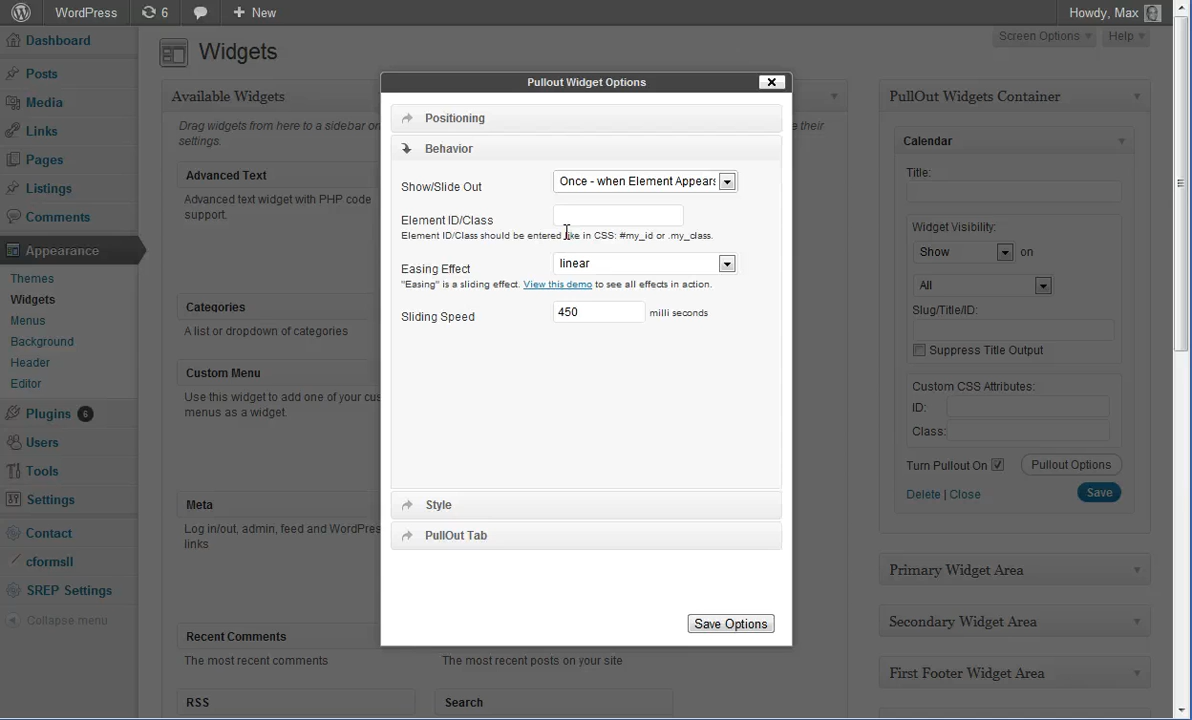 WordPress 6 + New Howdy, Max
Dashboard
Posts
Media
Links
Pages
Listings
Comments
Appearance
Themes
Widgets
Menus
Background
Header
Editor
Plugins 6
Users
Tools
Settings
Contact
cformsII
SREP Settings
Collapse menu
Screen Options Help
Widgets
Available Widgets
Drag widgets from here to a sidebar on
their
settings.
Advanced Text
Advanced text widget with PHP code
support.
Categories
A list or dropdown of categories
Custom Menu
Use this widget to add one of your cus
menus as a widget.
Meta
Log in/out, admin, feed and WordPres
links
Recent Comments
The most recent comments
The most recent posts on your site
RSS
Search
Pullout Widget Options
Positioning
Behavior
Show/Slide Out Once - when Element Appears
Element ID/Class
Element ID/Class should be entered like in CSS: #my_id or .my_class.
Easing Effect linear
"Easing" is a sliding effect. View this demo to see all effects in action.
Sliding Speed 450 milli seconds
Style
PullOut Tab
Save Options
PullOut Widgets Container
Calendar
Title:
Widget Visibility:
Show on
All
Slug/Title/ID:
Suppress Title Output
Custom CSS Attributes:
ID:
Class:
Turn Pullout On Pullout Options
Delete | Close Save
Primary Widget Area
Secondary Widget Area
First Footer Widget Area